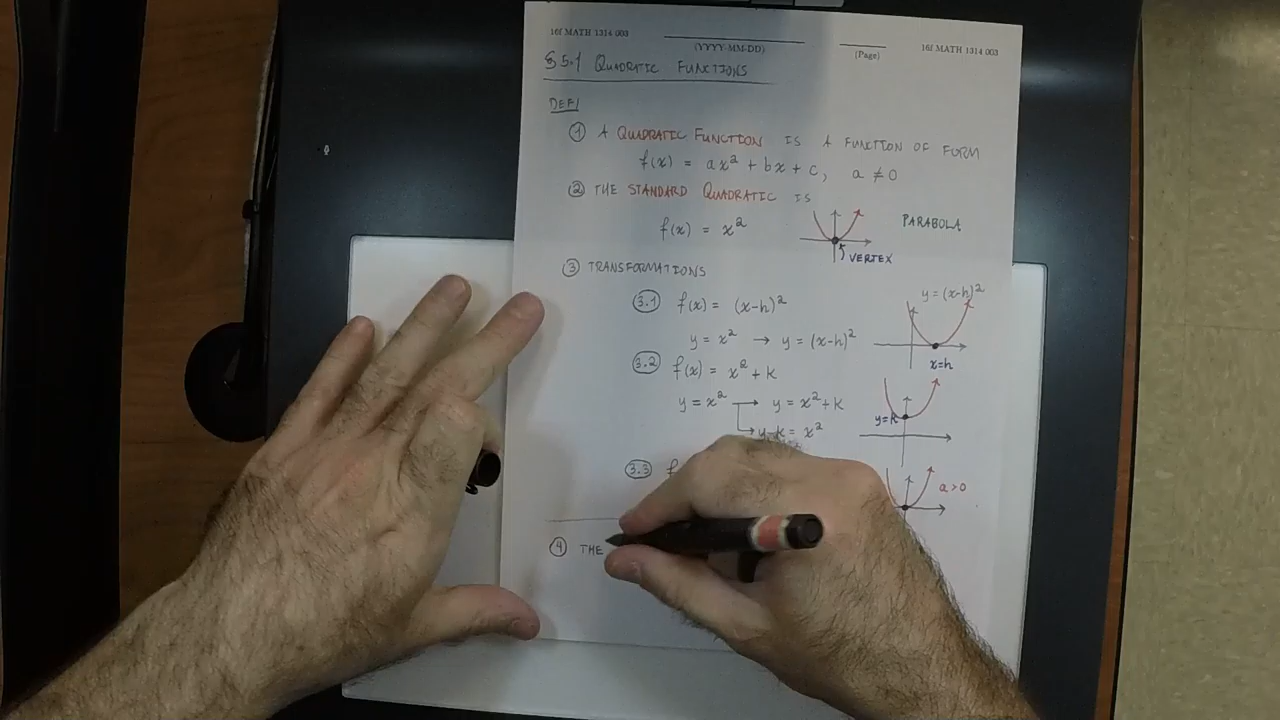 16f MATH 1314 003
(YYYY-MM-DD)
(Page)
16f MATH 1314 003
§ 5.1 QUADRATIC FUNCTIONS
DEF/
① A QUADRATIC FUNCTION IS A FUNCTION OF FORM
f(x) = ax² + bx + c, a ≠ 0
② THE STANDARD QUADRATIC IS
f(x) = x²
PARABOLA
VERTEX
③ TRANSFORMATIONS
3.1 f(x) = (x-h)²
y = (x-h)²
y = x² → y = (x-h)²
x=h
3.2 f(x) = x² + k
y = x² → y = x² + k
y=k
y-k = x²
3.3 f
a > 0
④ THE